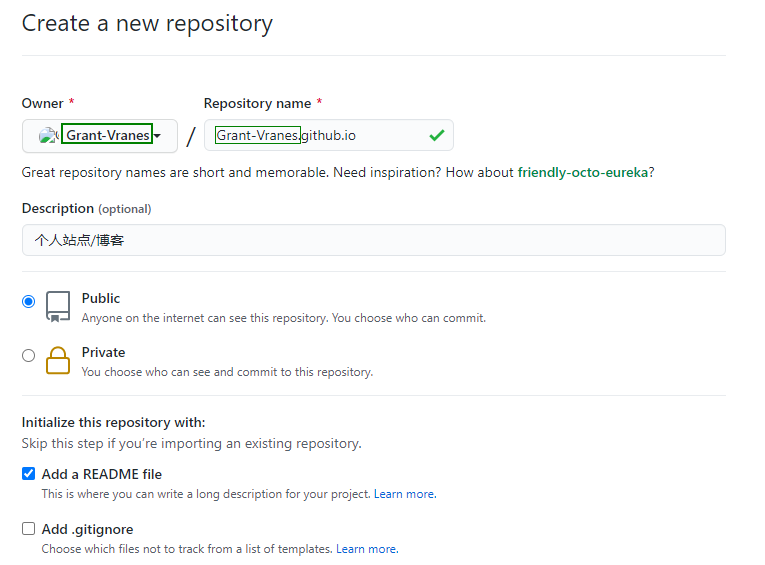 Create a new repository
Owner *
Repository name *
Grant-Vranes
/
Grant-Vranes.github.io
Great repository names are short and memorable. Need inspiration? How about friendly-octo-eureka?
Description (optional)
个人站点/博客
Public
Anyone on the internet can see this repository. You choose who can commit.
Private
You choose who can see and commit to this repository.
Initialize this repository with:
Skip this step if you’re importing an existing repository.
Add a README file
This is where you can write a long description for your project. Learn more.
Add .gitignore
Choose which files not to track from a list of templates. Learn more.